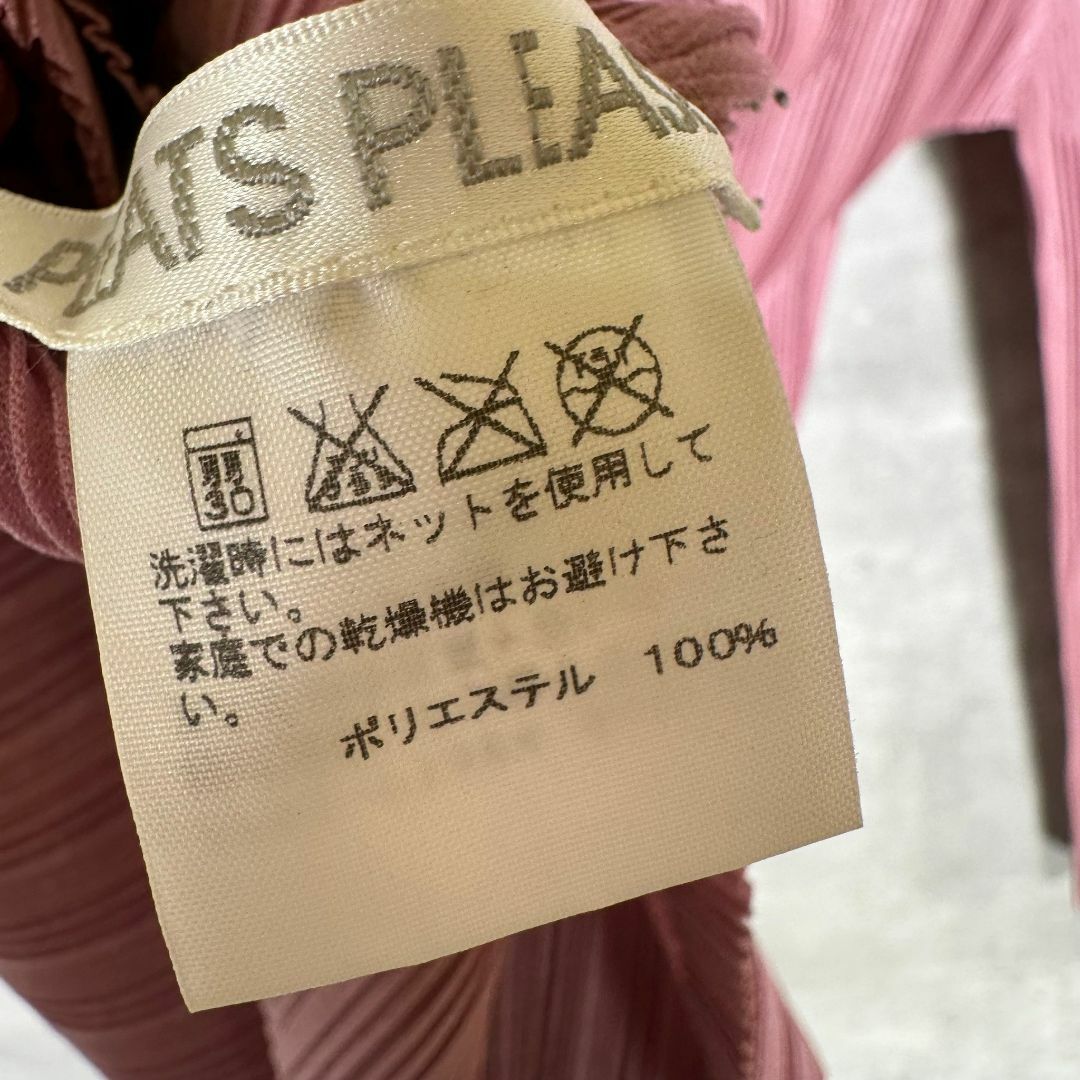 PLEATS PLEAS
30
洗濯時にはネットを使用して
下さい。
家庭での乾燥機はお避け下さ
い。
ポリエステル 100%